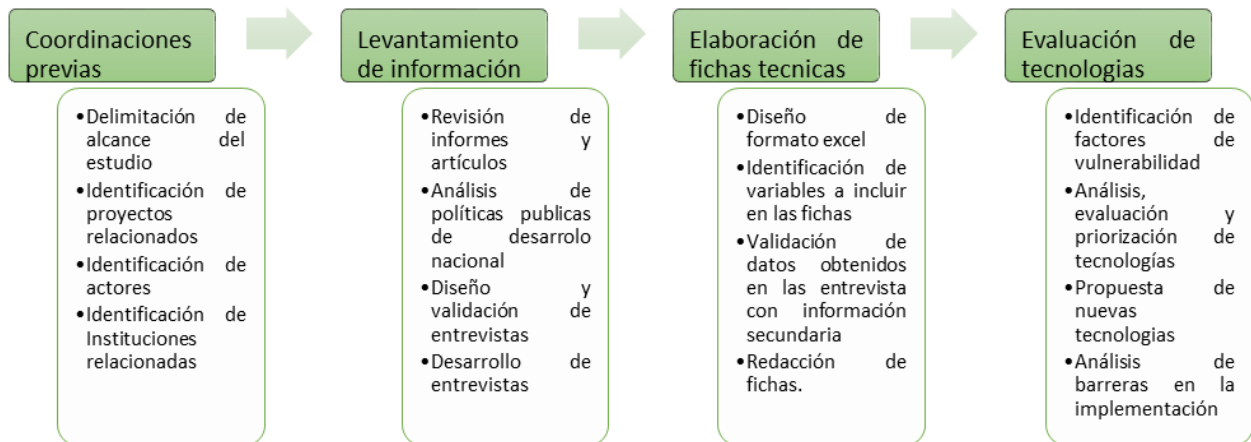 Coordinaciones
previas
•Delimitación de
alcance del
estudio
•Identificación de
proyectos
relacionados
•Identificación de
actores
•Identificación de
Instituciones
relacionadas
Levantamiento
de información
•Revisión de
informes y
artículos
•Análisis de
políticas publicas
de desarrolo
nacional
•Diseño y
validación de
entrevistas
•Desarrollo de
entrevistas
Elaboración de
fichas tecnicas
•Diseño de
formato excel
•Identificación de
variables a incluir
en las fichas
•Validación de
datos obtenidos
en las entrevista
con información
secundaria
•Redacción de
fichas.
Evaluación de
tecnologias
•Identificación de
factores de
vulnerabilidad
•Análisis,
evaluación y
priorización de
tecnologías
•Propuesta de
nuevas
tecnologias
•Análisis de
barreras en la
implementación